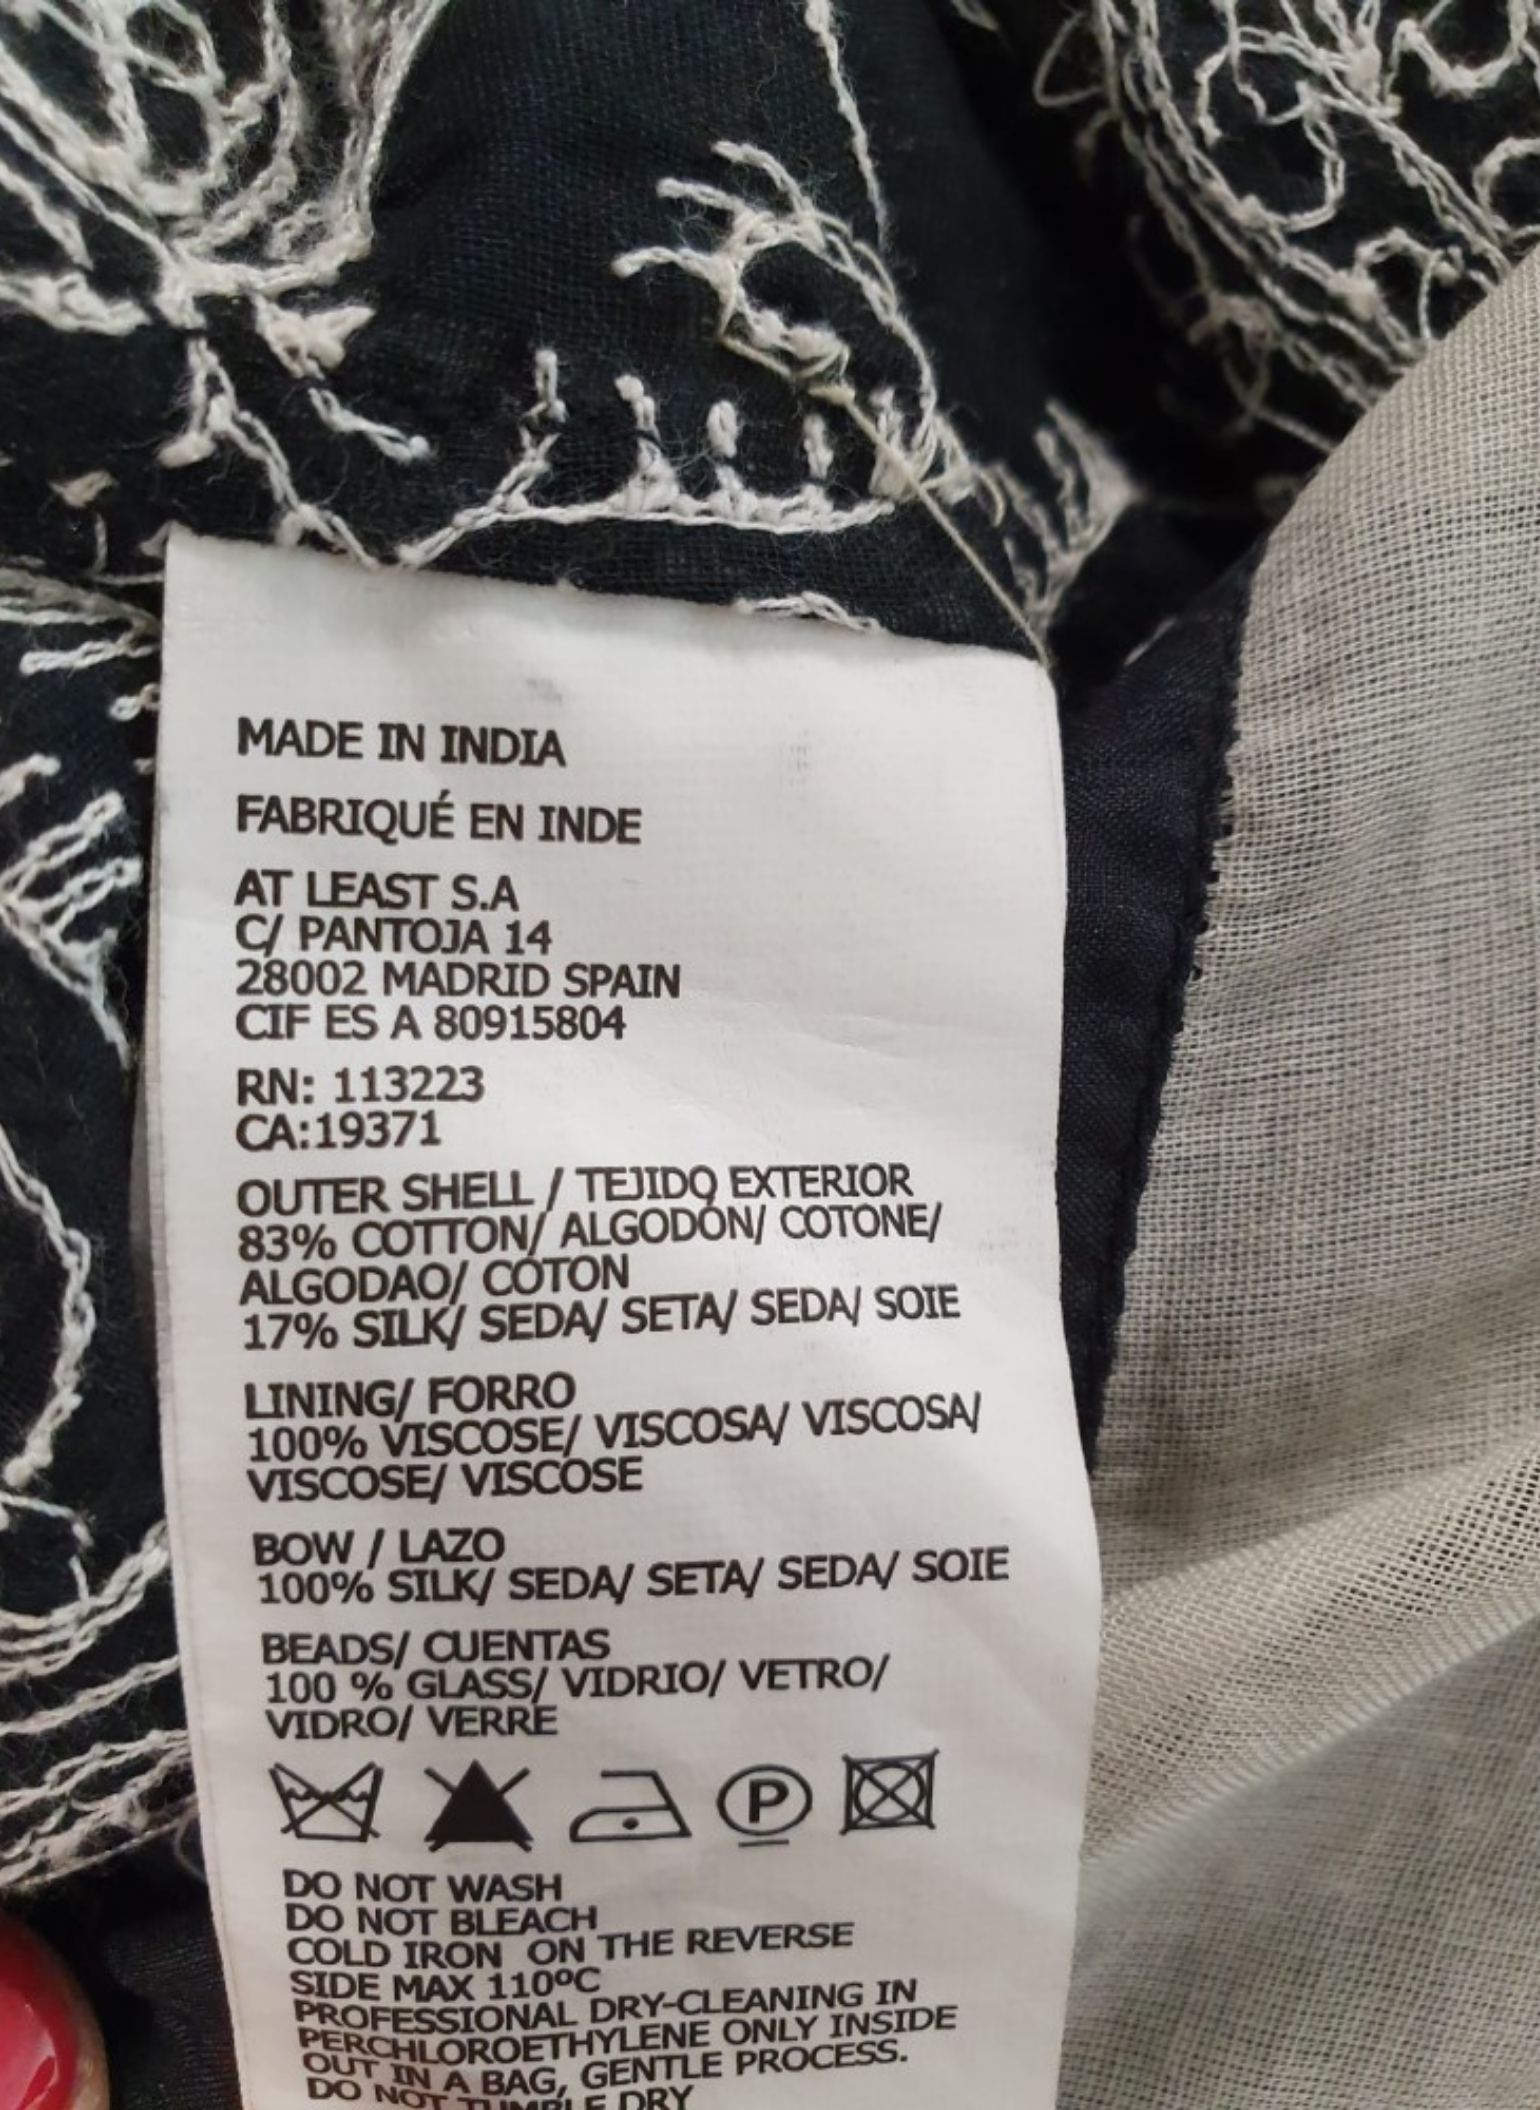 MADE IN INDIA
FABRIQUÉ EN INDE
AT LEAST S.A
C/ PANTOJA 14
28002 MADRID SPAIN
CIF ES A 80915804
RN: 113223
CA:19371
OUTER SHELL / TEJIDO EXTERIOR
83% COTTON/ ALGODÓN/ COTONE/
ALGODAO/ COTON
17% SILK/ SEDA/ SETA/ SEDA/ SOIE
LINING/ FORRO
100% VISCOSE/ VISCOSA/ VISCOSA/
VISCOSE/ VISCOSE
BOW / LAZO
100% SILK/ SEDA/ SETA/ SEDA/ SOIE
BEADS/ CUENTAS
100 % GLASS/ VIDRIO/ VETRO/
VIDRO/ VERRE
P
DO NOT WASH
DO NOT BLEACH
COLD IRON ON THE REVERSE
SIDE MAX 110ºC
PROFESSIONAL DRY-CLEANING IN
PERCHLOROETHYLENE ONLY INSIDE
OUT IN A BAG, GENTLE PROCESS.
DO NOT TUMBLE DRY